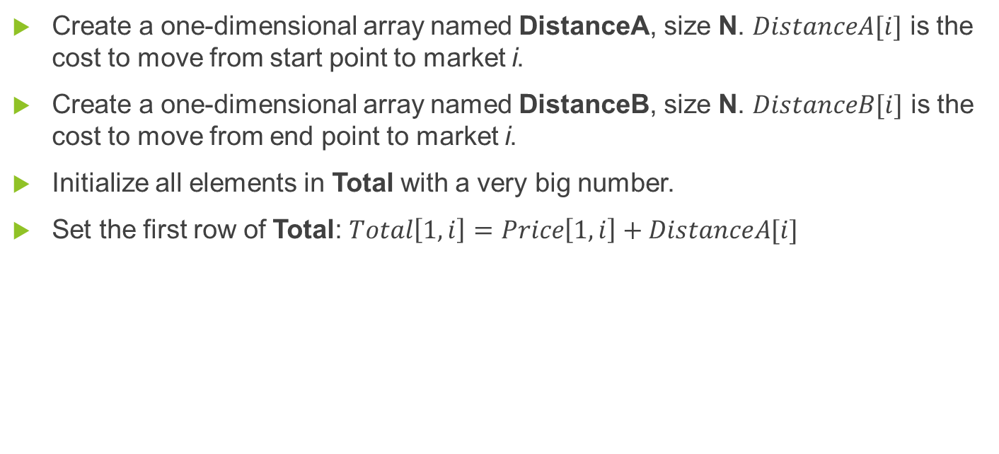 Create a one-dimensional array named DistanceA, size N. DistanceA[i] is the
cost to move from start point to market i.
Create a one-dimensional array named DistanceB, size N. DistanceB[i] is the
cost to move from end point to market i.
Initialize all elements in Total with a very big number.
Set the first row of Total: Total[1, i] = Price[1, i] + DistanceA[i]